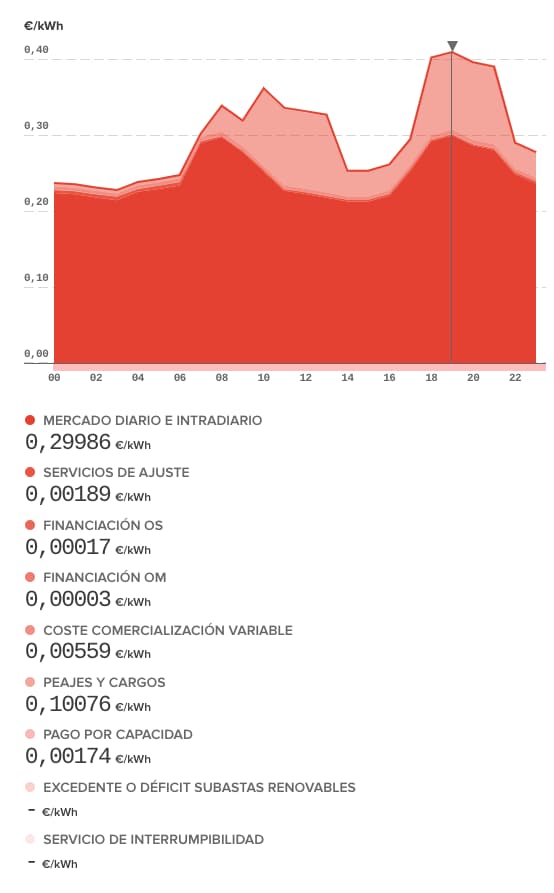 €/kWh
0,40
0,30
0,20
0,10
0,00
00 02 04 06 08 10 12 14 16 18 20 22
MERCADO DIARIO E INTRADIARIO
0,29986 €/kWh
SERVICIOS DE AJUSTE
0,00189 €/kWh
FINANCIACIÓN OS
0,00017 €/kWh
FINANCIACIÓN OM
0,00003 €/kWh
COSTE COMERCIALIZACIÓN VARIABLE
0,00559 €/kWh
PEAJES Y CARGOS
0,10076 €/kWh
PAGO POR CAPACIDAD
0,00174 €/kWh
EXCEDENTE O DÉFICIT SUBASTAS RENOVABLES
- €/kWh
SERVICIO DE INTERRUMPIBILIDAD
- €/kWh